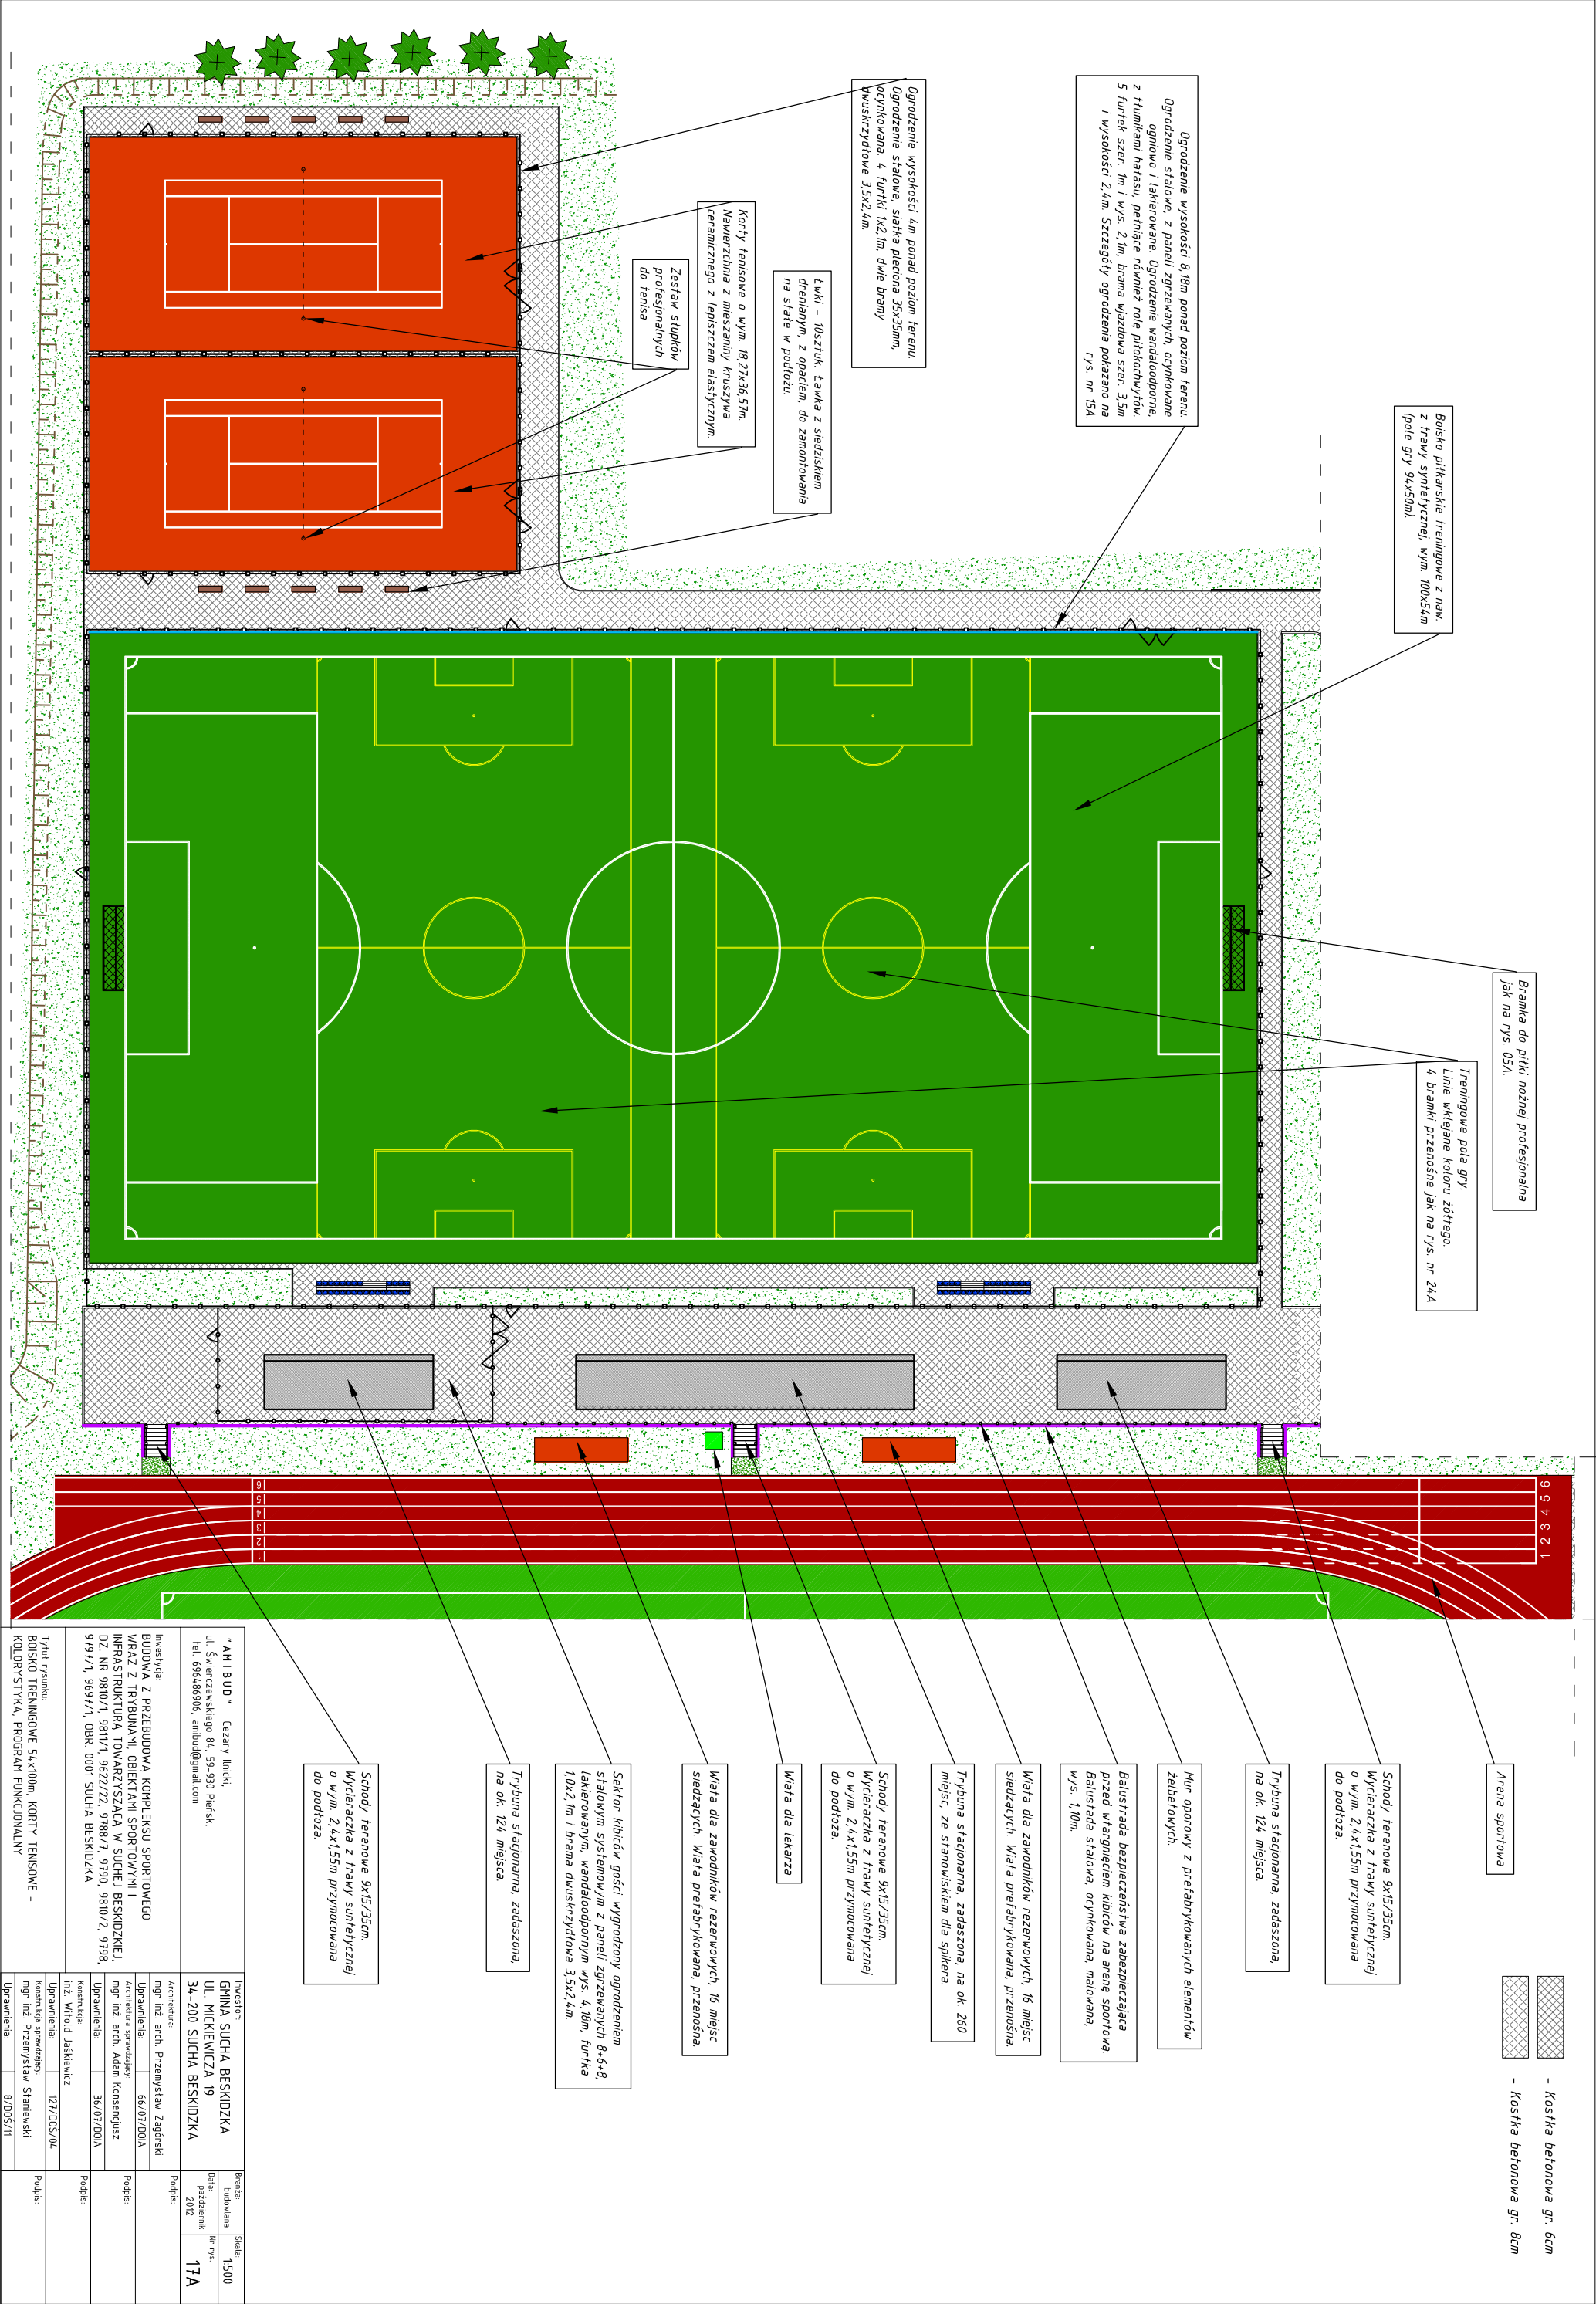 Ogrodzenie wysokości 8,18m ponad poziom terenu.
Ogrodzenie stalowe, z paneli zgrzewanych, ocynkowane
ogniowo i lakierowane. Ogrodzenie wandaloodporne,
z tłumikami hałasu, pełniące również rolę piłkochwytów.
5 furtek szer. 1m i wys. 2,1m, brama wjazdowa szer. 3,5m
i wysokości 2,4m. Szczegóły ogrodzenia pokazano na
rys. nr 15A.
Ogrodzenie wysokości 4m ponad poziom terenu.
Ogrodzenie stalowe, siatka pleciona 35x35mm,
ocynkowana. 4 furtki 1x2,1m, dwie bramy
dwuskrzydłowe 3,5x2,4m.
Łwki - 10sztuk. Ławka z siedziskiem
drenianym, z opaciem, do zamontowania
na stałe w podłożu.
Korty tenisowe o wym. 18,27x36,57m.
Nawierzchnia z mieszaniny kruszywa
ceramicznego z lepiszczem elastycznym.
Zestaw słupków
profesjonalnych
do tenisa
Boisko piłkarskie treningowe z naw.
z trawy syntetycznej, wym. 100x54m
(pole gry 94x50m).
Bramka do piłki nożnej profesjonalna
jak na rys. 05A.
Treningowe pola gry.
Linie wklejane koloru żółtego.
4 bramki przenośne jak na rys. nr 24A
1 2 3 4 5 6
1
2
3
4
5
6
Arena sportowa
Schody terenowe 9x15/35cm.
Wycieraczka z trawy suntetycznej
o wym. 2,4x1,55m przymocowana
do podłoża.
Trybuna stacjonarna, zadaszona,
na ok. 124 miejsca.
Mur oporowy z prefabrykowanych elementów
żelbetowych.
Balustrada bezpieczeństwa zabezpieczająca
przed wtargnięciem kibiców na arenę sportową.
Balustada stalowa, ocynkowana, malowana,
wys. 1,10m.
Wiata dla zawodników rezerwowych, 16 miejsc
siedzących. Wiata prefabrykowana, przenośna.
Trybuna stacjonarna, zadaszona, na ok. 260
miejsc, ze stanowiskiem dla spikera.
Schody terenowe 9x15/35cm.
Wycieraczka z trawy suntetycznej
o wym. 2,4x1,55m przymocowana
do podłoża.
Wiata dla lekarza
Wiata dla zawodników rezerwowych, 16 miejsc
siedzących. Wiata prefabrykowana, przenośna.
Sektor kibiców gości wygrodzony ogrodzeniem
stalowym systemowym z paneli zgrzewanych 8+6+8,
lakierowanym, wandaloodpornym wys. 4,18m, furtka
1,0x2,1m i brama dwuskrzydłowa 3,5x2,4m.
Trybuna stacjonarna, zadaszona,
na ok. 124 miejsca.
Schody terenowe 9x15/35cm.
Wycieraczka z trawy suntetycznej
o wym. 2,4x1,55m przymocowana
do podłoża.
- Kostka betonowa gr. 6cm
- Kostka betonowa gr. 8cm
"AMIBUD" Cezary Ilnicki,
ul. Świerczewskiego 84, 59-930 Pieńsk,
tel. 696486906, amibud@gmail.com
Inwestycja:
BUDOWA Z PRZEBUDOWĄ KOMPLEKSU SPORTOWEGO
WRAZ Z TRYBUNAMI, OBIEKTAMI SPORTOWYMI I
INFRASTRUKTURĄ TOWARZYSZĄCĄ W SUCHEJ BESKIDZKIEJ,
DZ. NR 9810/1, 9811/1, 9622/22, 9788/7, 9790, 9810/2, 9798,
9797/1, 9697/1, OBR. 0001 SUCHA BESKIDZKA
Tytuł rysunku:
BOISKO TRENINGOWE 54x100m, KORTY TENISOWE -
KOLORYSTYKA, PROGRAM FUNKCJONALNY
Inwestor:
GMINA SUCHA BESKIDZKA
UL. MICKIEWICZA 19
34-200 SUCHA BESKIDZKA
Branża:
budowlana
Skala:
1:500
Data:
październik
2012
Nr rys.
17A
Architektura:
mgr inż. arch. Przemysław Zagórski
Uprawnienia: 66/07/DOIA
Podpis:
Architektura sprawdzający:
mgr inż. arch. Adam Konsencjusz
Uprawnienia: 36/07/DOIA
Podpis:
Konstrukcja:
inż. Witold Jaśkiewicz
Uprawnienia: 127/DOŚ/04
Podpis:
Konstrukcja sprawdzający:
mgr inż. Przemysław Staniewski
Uprawnienia: 8/DOŚ/11
Podpis: